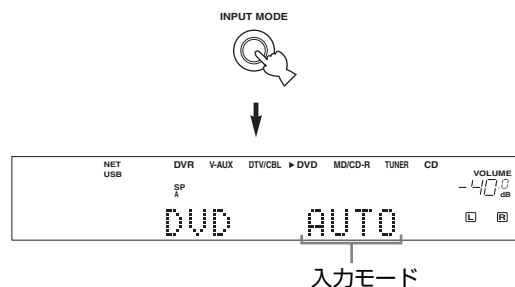 INPUT MODE
NET DVR V-AUX DTV/CBL ▶ DVD MD/CD-R TUNER CD
USB
VOLUME
SP
A
-40.0 dB
DVD AUTO L R
入力モード